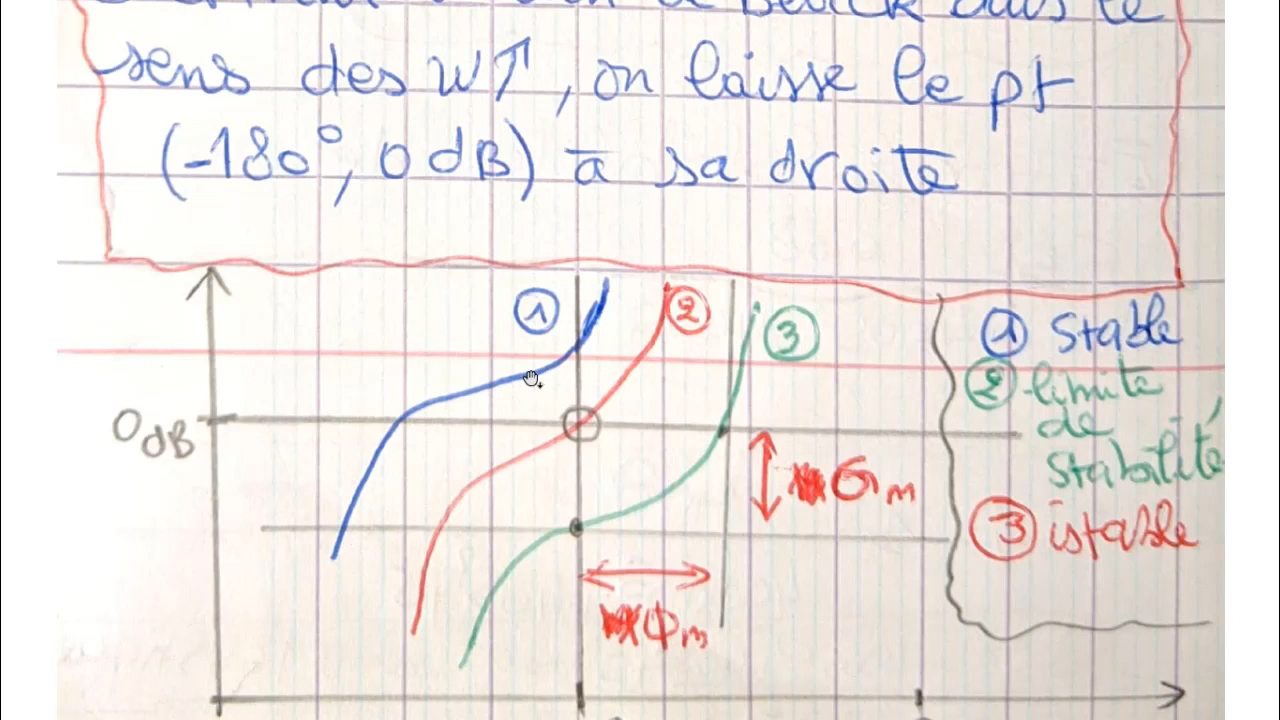 sens des W↑, on laisse le pt
(-180°, 0 dB) à sa droite
①
②
③
① Stable
② limite
de
stabilité
③ istable
0dB
Gm
φm